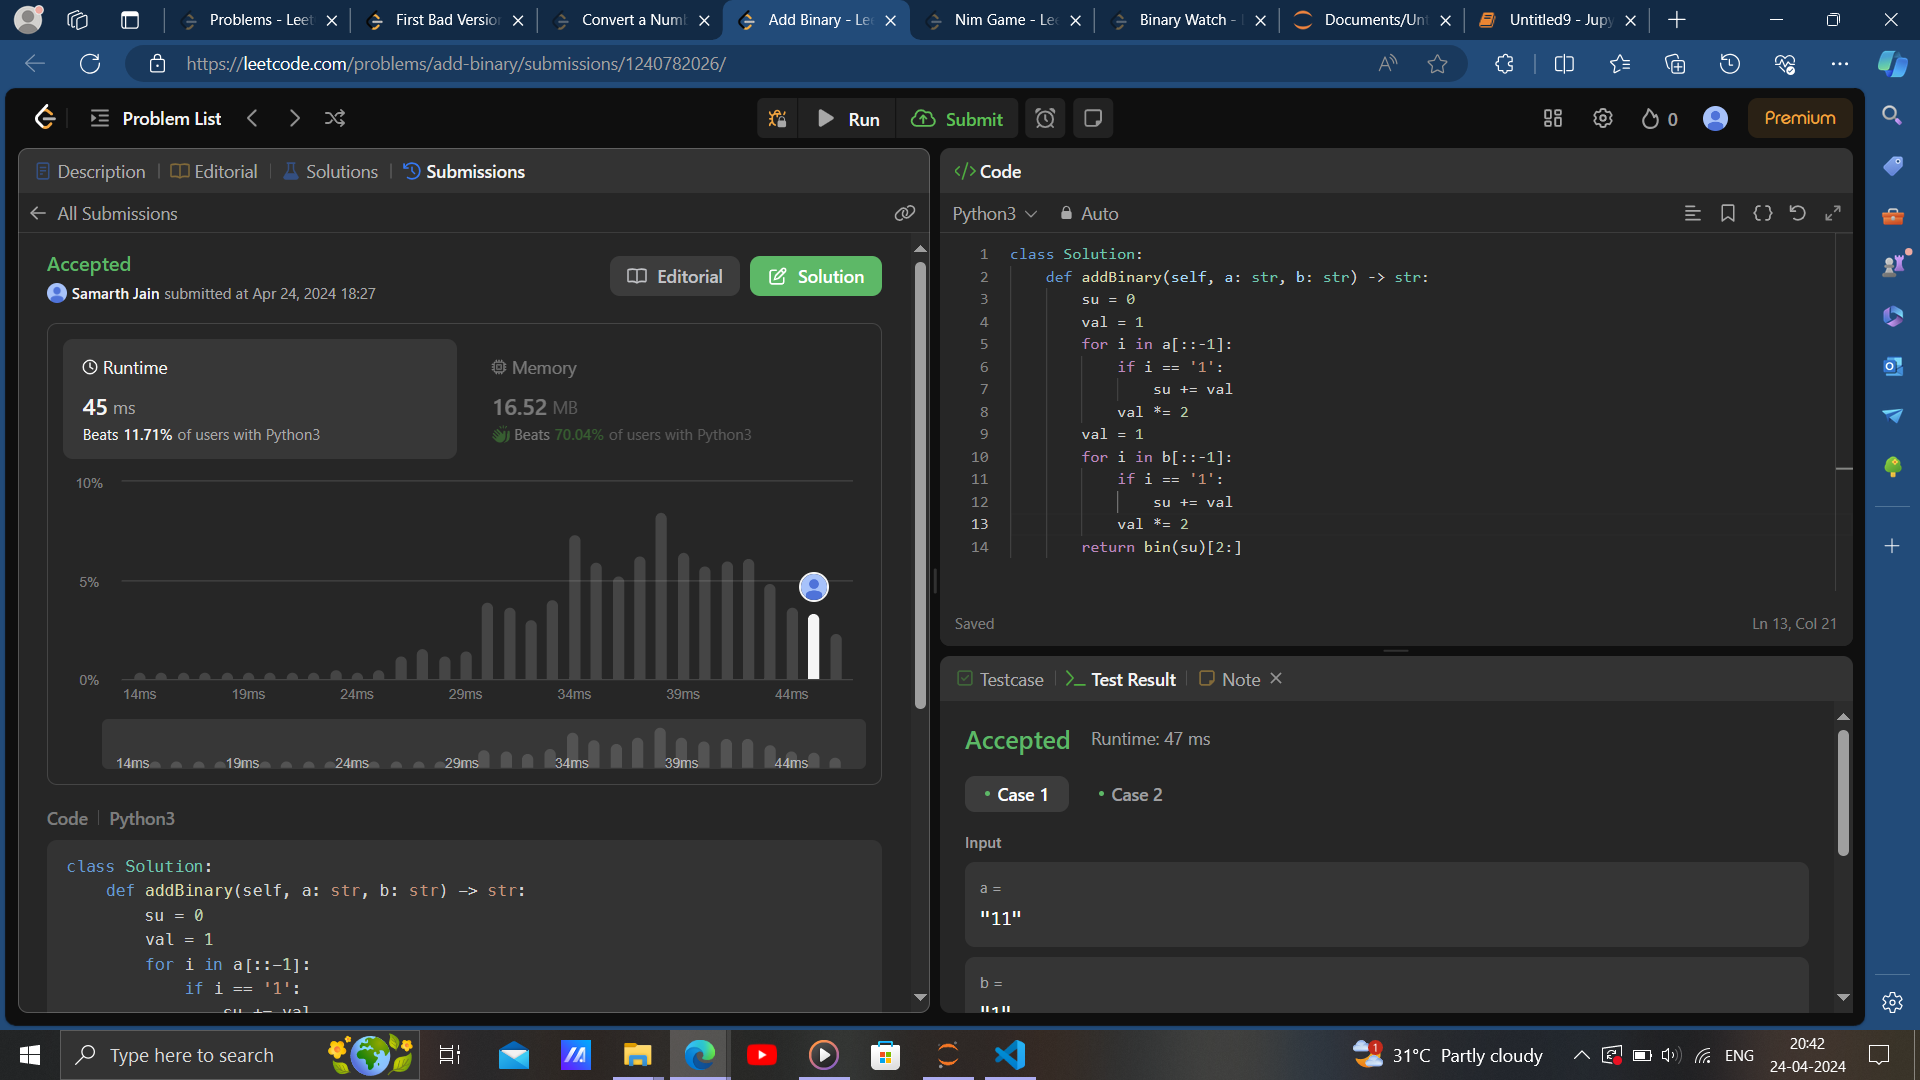 Problems - Leet
First Bad Version
Convert a Numb
Add Binary - Lee
Nim Game - Lee
Binary Watch - L
Documents/Unt
Untitled9 - Jupy
https://leetcode.com/problems/add-binary/submissions/1240782026/
Problem List
Run
Submit
0
Premium
Description
Editorial
Solutions
Submissions
All Submissions
Accepted
Samarth Jain submitted at Apr 24, 2024 18:27
Editorial
Solution
Runtime
45 ms
Beats 11.71% of users with Python3
Memory
16.52 MB
Beats 70.04% of users with Python3
10%
5%
0%
14ms 19ms 24ms 29ms 34ms 39ms 44ms
14ms 19ms 24ms 29ms 34ms 39ms 44ms
Code Python3
class Solution:
def addBinary(self, a: str, b: str) -> str:
su = 0
val = 1
for i in a[::-1]:
if i == '1':
su += val
</> Code
Python3
Auto
1 class Solution:
2 def addBinary(self, a: str, b: str) -> str:
3 su = 0
4 val = 1
5 for i in a[::-1]:
6 if i == '1':
7 su += val
8 val *= 2
9 val = 1
10 for i in b[::-1]:
11 if i == '1':
12 su += val
13 val *= 2
14 return bin(su)[2:]
Saved
Ln 13, Col 21
Testcase
Test Result
Note
Accepted Runtime: 47 ms
Case 1
Case 2
Input
a =
"11"
b =
"1"
Type here to search
1
31°C Partly cloudy
ENG
20:42
24-04-2024